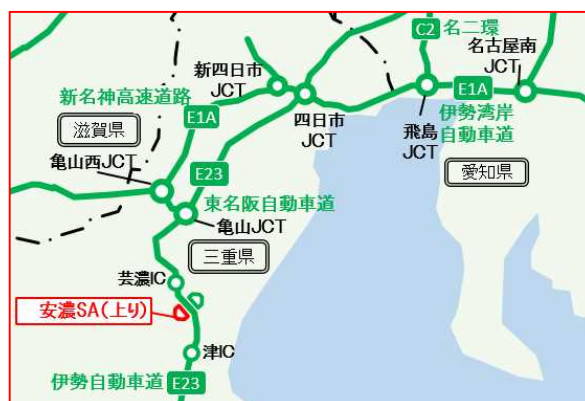 C2
名二環
名古屋南
JCT
新四日市
JCT
新名神高速道路
E1A
E1A
伊勢湾岸
自動車道
滋賀県
四日市
JCT
飛島
JCT
愛知県
亀山西JCT
E23
東名阪自動車道
亀山JCT
三重県
芸濃IC
安濃SA(上り)
津IC
伊勢自動車道
E23